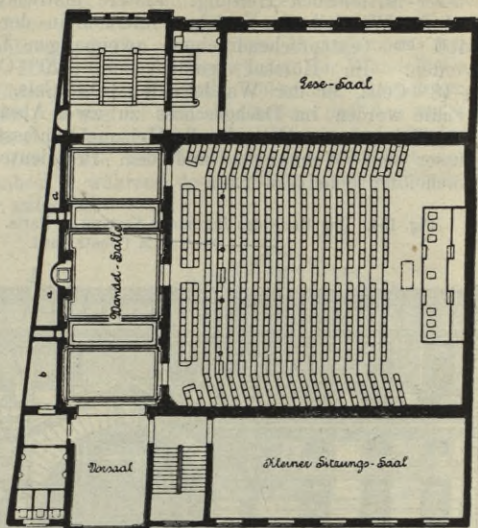 Lese-Saal
a
Wandel-Halle
a
b
Vorsaal
Kleiner Sitzungs-Saal